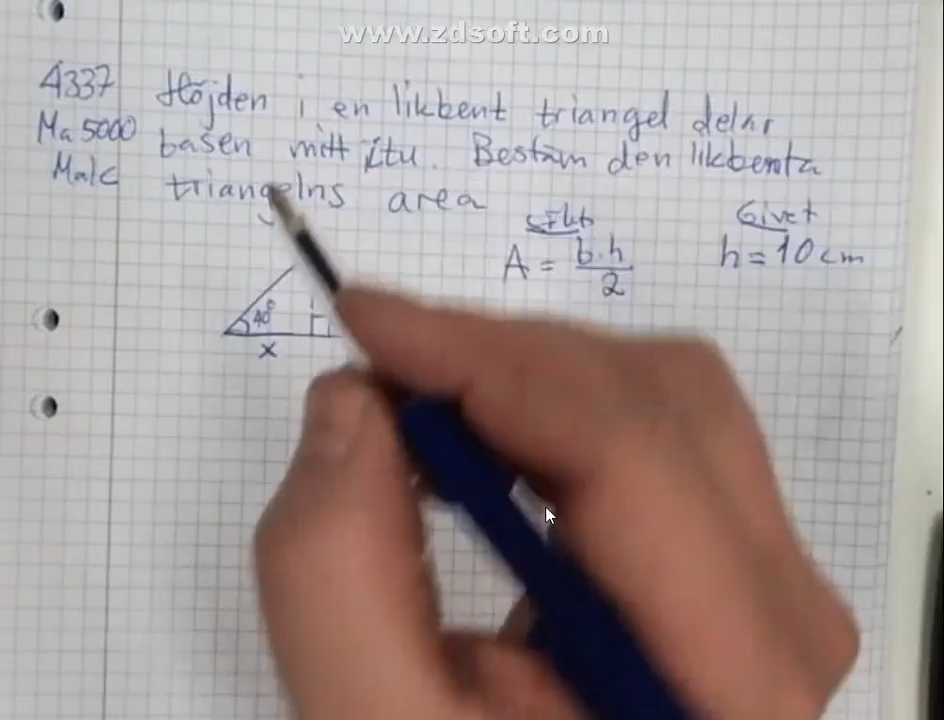 www.zdsoft.com
4337 Höjden i en likbent triangel delar
Ma 5000 basen mitt itu. Bestäm den likbenta
Ma1c triangelns area
Sökt Givet
A = b·h / 2 h = 10 cm
40°
x